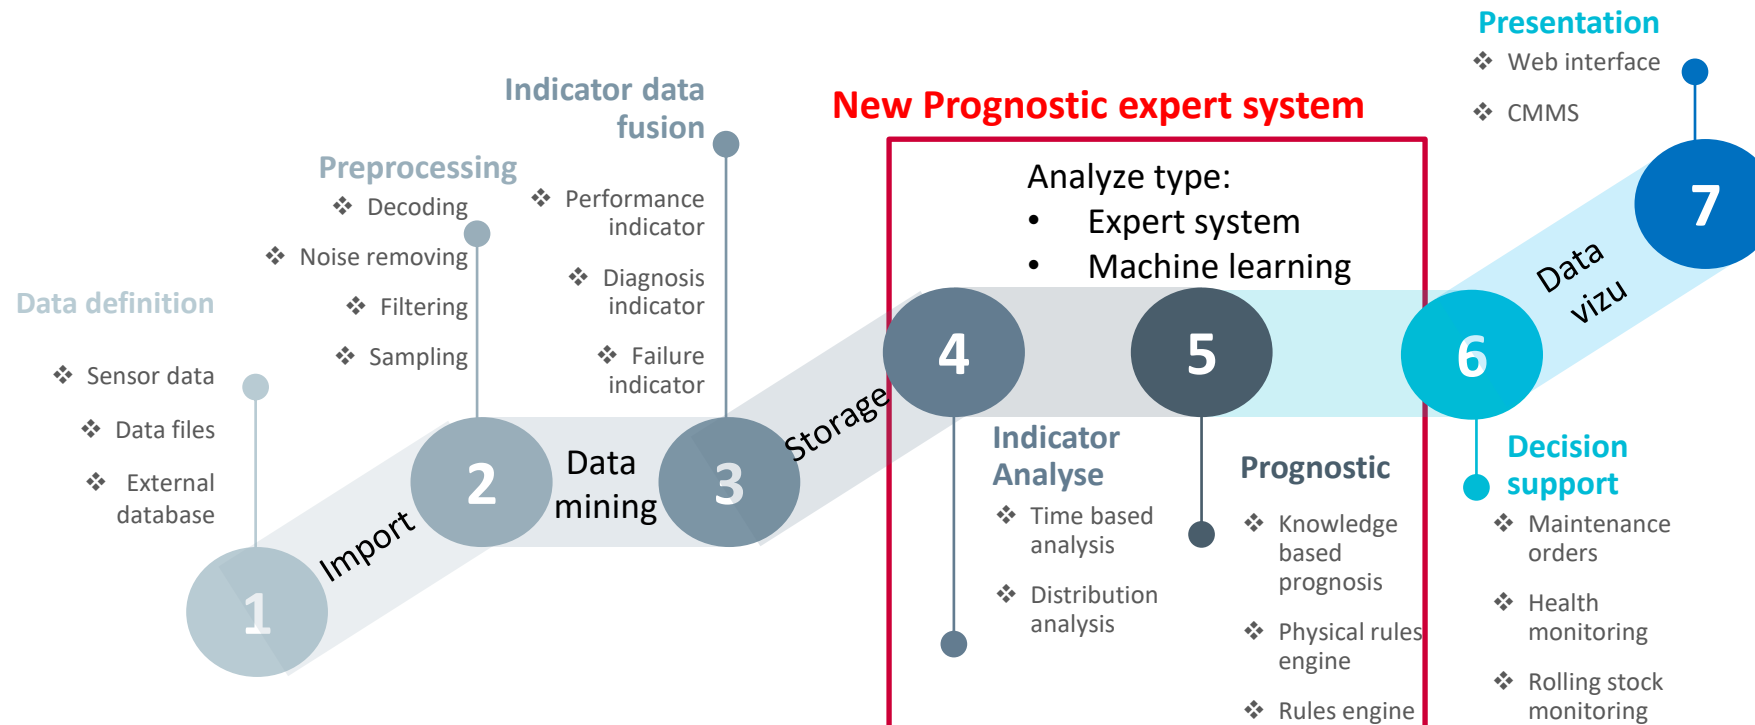 Data definition
❖ Sensor data
❖ Data files
❖ External
database
1
Import
Preprocessing
❖ Decoding
❖ Noise removing
❖ Filtering
❖ Sampling
2
Data
mining
Indicator data
fusion
❖ Performance
indicator
❖ Diagnosis
indicator
❖ Failure
indicator
3
Storage
New Prognostic expert system
Analyze type:
• Expert system
• Machine learning
4
Indicator
Analyse
❖ Time based
analysis
❖ Distribution
analysis
5
Prognostic
❖ Knowledge
based
prognosis
❖ Physical rules
engine
❖ Rules engine
6
Decision
support
❖ Maintenance
orders
❖ Health
monitoring
❖ Rolling stock
monitoring
Data
vizu
Presentation
❖ Web interface
❖ CMMS
7